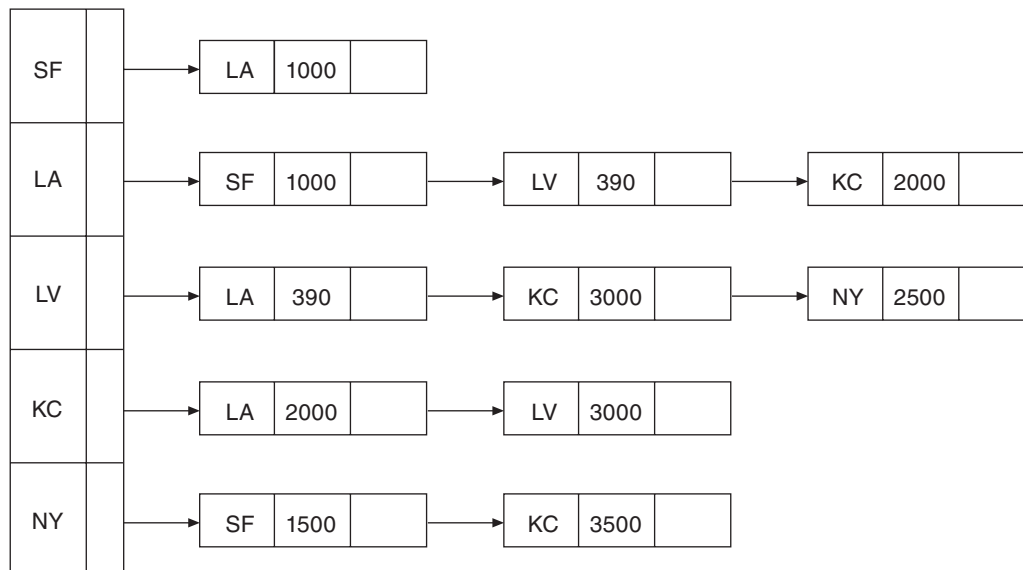 SF LA 1000
LA SF 1000 LV 390 KC 2000
LV LA 390 KC 3000 NY 2500
KC LA 2000 LV 3000
NY SF 1500 KC 3500